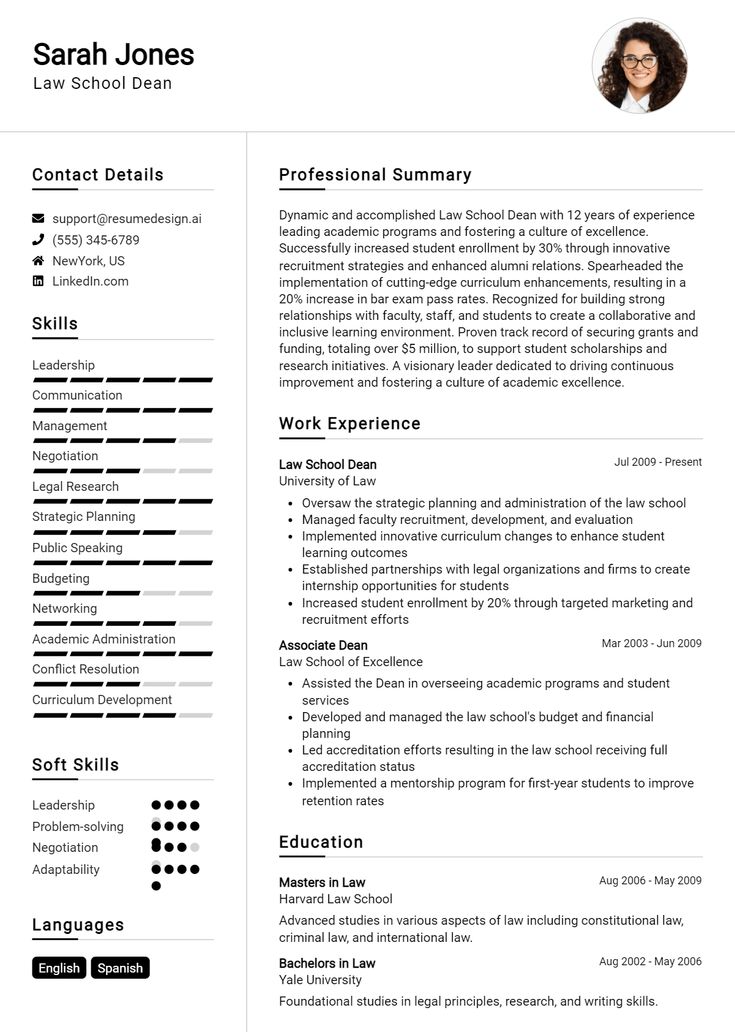 Sarah Jones
Law School Dean
Contact Details
support@resumedesign.ai
(555) 345-6789
NewYork, US
LinkedIn.com
Skills
Leadership
Communication
Management
Negotiation
Legal Research
Strategic Planning
Public Speaking
Budgeting
Networking
Academic Administration
Conflict Resolution
Curriculum Development
Soft Skills
Leadership
Problem-solving
Negotiation
Adaptability
Languages
English Spanish
Professional Summary
Dynamic and accomplished Law School Dean with 12 years of experience
leading academic programs and fostering a culture of excellence.
Successfully increased student enrollment by 30% through innovative
recruitment strategies and enhanced alumni relations. Spearheaded the
implementation of cutting-edge curriculum enhancements, resulting in a
20% increase in bar exam pass rates. Recognized for building strong
relationships with faculty, staff, and students to create a collaborative and
inclusive learning environment. Proven track record of securing grants and
funding, totaling over $5 million, to support student scholarships and
research initiatives. A visionary leader dedicated to driving continuous
improvement and fostering a culture of academic excellence.
Work Experience
Law School Dean Jul 2009 - Present
University of Law
• Oversaw the strategic planning and administration of the law school
• Managed faculty recruitment, development, and evaluation
• Implemented innovative curriculum changes to enhance student
learning outcomes
• Established partnerships with legal organizations and firms to create
internship opportunities for students
• Increased student enrollment by 20% through targeted marketing and
recruitment efforts
Associate Dean Mar 2003 - Jun 2009
Law School of Excellence
• Assisted the Dean in overseeing academic programs and student
services
• Developed and managed the law school's budget and financial
planning
• Led accreditation efforts resulting in the law school receiving full
accreditation status
• Implemented a mentorship program for first-year students to improve
retention rates
Education
Masters in Law Aug 2006 - May 2009
Harvard Law School
Advanced studies in various aspects of law including constitutional law,
criminal law, and international law.
Bachelors in Law Aug 2002 - May 2006
Yale University
Foundational studies in legal principles, research, and writing skills.